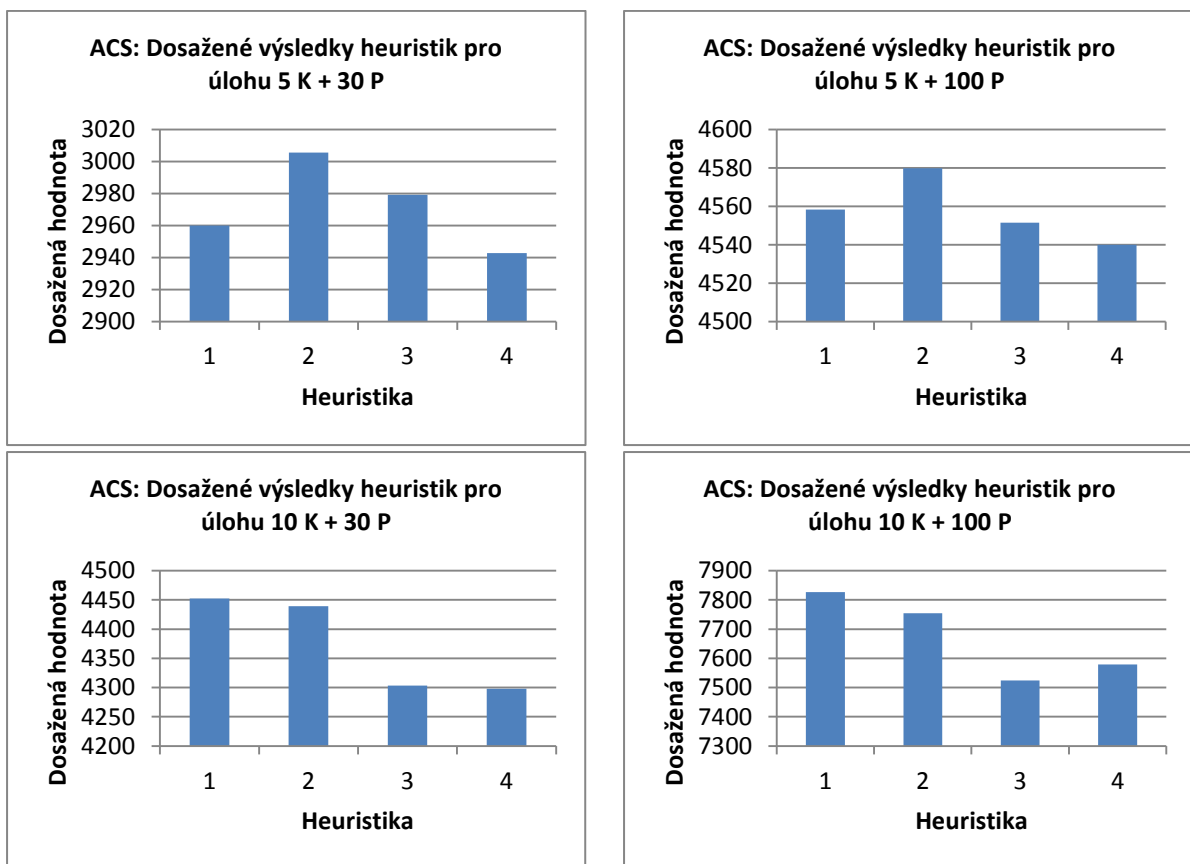 ACS: Dosažené výsledky heuristik pro
úlohu 5 K + 30 P
Dosažená hodnota
3020
3000
2980
2960
2940
2920
2900
1 2 3 4
Heuristika
ACS: Dosažené výsledky heuristik pro
úlohu 5 K + 100 P
Dosažená hodnota
4600
4580
4560
4540
4520
4500
1 2 3 4
Heuristika
ACS: Dosažené výsledky heuristik pro
úlohu 10 K + 30 P
Dosažená hodnota
4500
4450
4400
4350
4300
4250
4200
1 2 3 4
Heuristika
ACS: Dosažené výsledky heuristik pro
úlohu 10 K + 100 P
Dosažená hodnota
7900
7800
7700
7600
7500
7400
7300
1 2 3 4
Heuristika